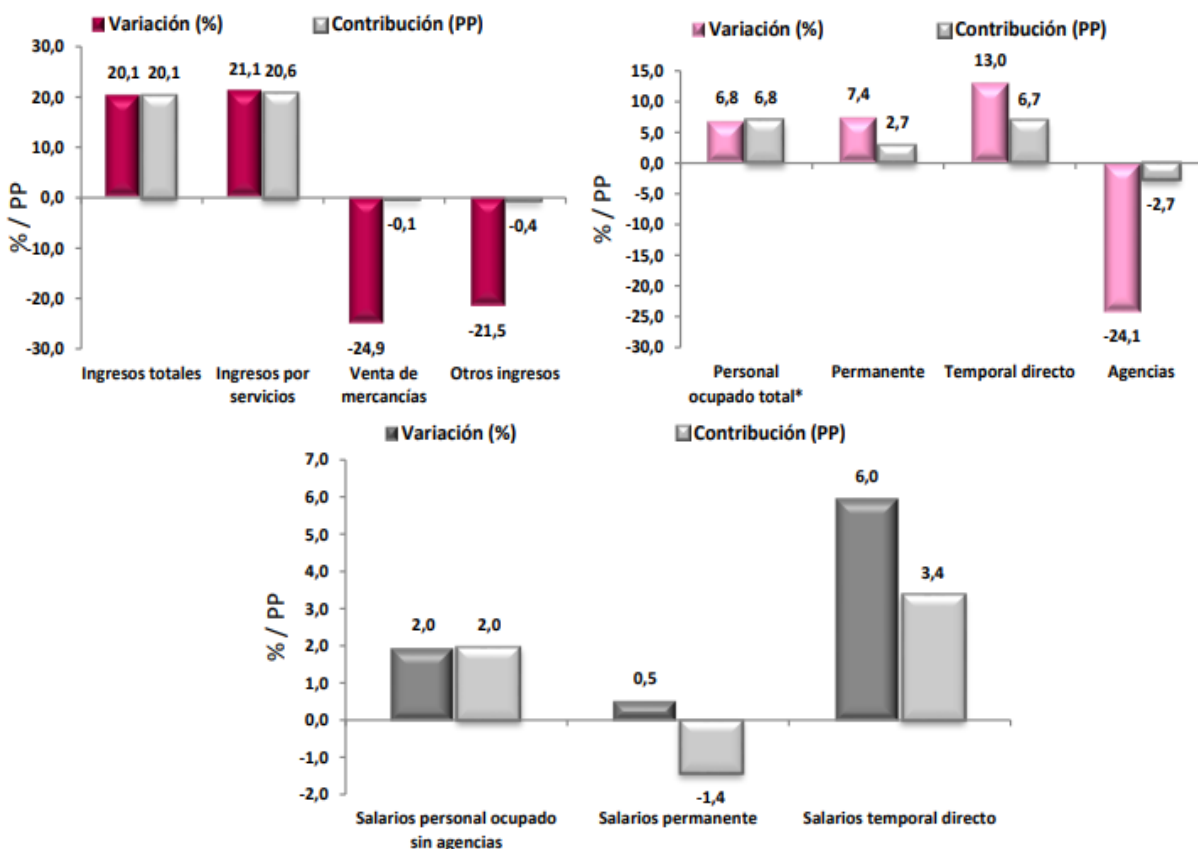 Variación (%) Contribución (PP)
30,0
20,0
10,0
0,0
-10,0
-20,0
-30,0
% / PP
20,1 20,1
21,1 20,6
-24,9 -0,1
-21,5 -0,4
Ingresos totales
Ingresos por
servicios
Venta de
mercancías
Otros ingresos
Variación (%) Contribución (PP)
15,0
10,0
5,0
0,0
-5,0
-10,0
-15,0
-20,0
-25,0
-30,0
% / PP
6,8 6,8
7,4 2,7
13,0 6,7
-24,1 -2,7
Personal
ocupado total*
Permanente
Temporal directo
Agencias
Variación (%) Contribución (PP)
7,0
6,0
5,0
4,0
3,0
2,0
1,0
0,0
-1,0
-2,0
% / PP
2,0 2,0
0,5 -1,4
6,0 3,4
Salarios personal ocupado
sin agencias
Salarios permanente
Salarios temporal directo